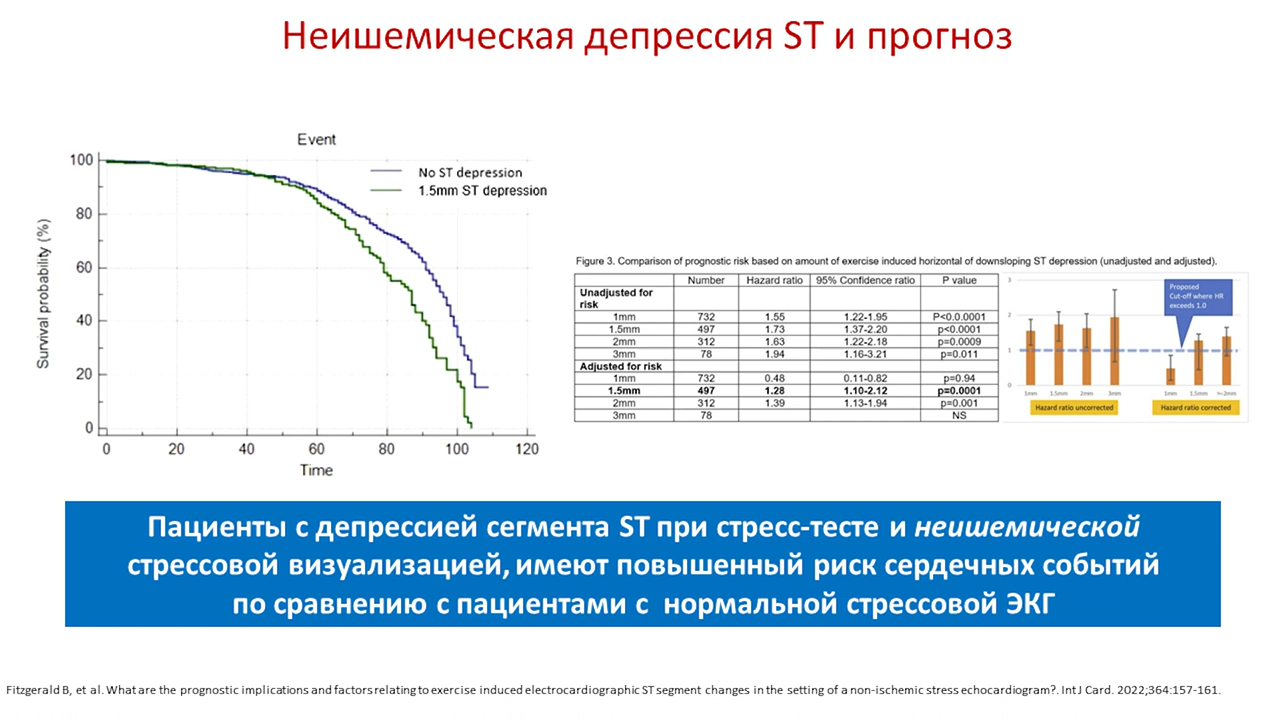 Неишемическая депрессия ST и прогноз
Event
No ST depression
1.5mm ST depression
Survival probability (%)
100
80
60
40
20
0
0 20 40 60 80 100 120
Time
Figure 3. Comparison of prognostic risk based on amount of exercise induced horizontal of downsloping ST depression (unadjusted and adjusted).
Number Hazard ratio 95% Confidence ratio P value
Unadjusted for
risk
1mm 732 1.55 1.22-1.95 P<0.0.0001
1.5mm 497 1.73 1.37-2.20 p<0.0001
2mm 312 1.63 1.22-2.18 p=0.0009
3mm 78 1.94 1.16-3.21 p=0.011
Adjusted for risk
1mm 732 0.48 0.11-0.82 p=0.94
1.5mm 497 1.28 1.10-2.12 p=0.0001
2mm 312 1.39 1.13-1.94 p=0.001
3mm 78 NS
Proposed
Cut-off where HR
exceeds 1.0
3
2
1
0
1mm 1.5mm 2mm 3mm 1mm 1.5mm >=2mm
Hazard ratio uncorrected Hazard ratio corrected
Пациенты с депрессией сегмента ST при стресс-тесте и неишемической
стрессовой визуализацией, имеют повышенный риск сердечных событий
по сравнению с пациентами с нормальной стрессовой ЭКГ
Fitzgerald B, et al. What are the prognostic implications and factors relating to exercise induced electrocardiographic ST segment changes in the setting of a non-ischemic stress echocardiogram?. Int J Card. 2022;364:157-161.